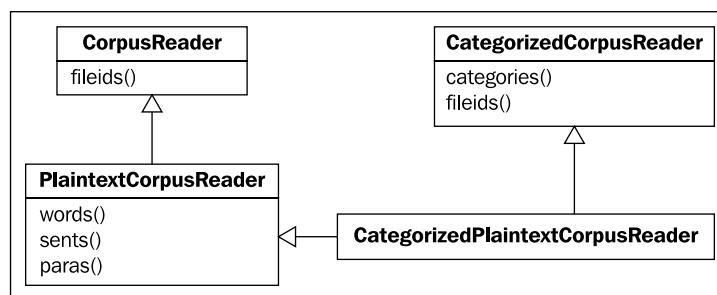 CorpusReader
fileids()
CategorizedCorpusReader
categories()
fileids()
PlaintextCorpusReader
words()
sents()
paras()
CategorizedPlaintextCorpusReader